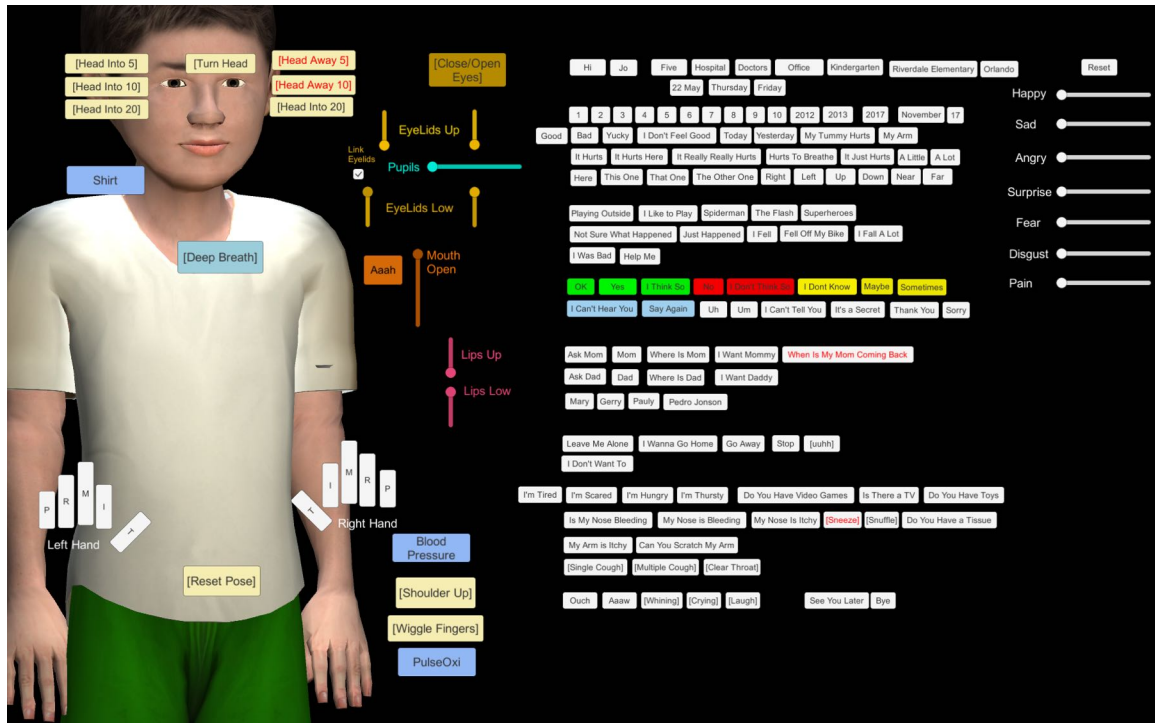 [Head Into 5] [Turn Head [Head Away 5]
[Head Into 10] [Head Away 10]
[Head Into 20] [Head Into 20]
[Close/Open
Eyes]
EyeLids Up
Link
Eyelids
Pupils
EyeLids Low
Shirt
[Deep Breath]
Aaah
Mouth
Open
Lips Up
Lips Low
P R M I T
Left Hand
T I M R P
Right Hand
Blood
Pressure
[Reset Pose]
[Shoulder Up]
[Wiggle Fingers]
PulseOxi
Hi Jo Five Hospital Doctors Office Kindergarten Riverdale Elementary Orlando
22 May Thursday Friday
1 2 3 4 5 6 7 8 9 10 2012 2013 2017 November 17
Good Bad Yucky I Don't Feel Good Today Yesterday My Tummy Hurts My Arm
It Hurts It Hurts Here It Really Really Hurts Hurts To Breathe It Just Hurts A Little A Lot
Here This One That One The Other One Right Left Up Down Near Far
Playing Outside I Like to Play Spiderman The Flash Superheroes
Not Sure What Happened Just Happened I Fell Fell Off My Bike I Fall A Lot
I Was Bad Help Me
OK Yes I Think So No I Don't Think So I Dont Know Maybe Sometimes
I Can't Hear You Say Again Uh Um I Can't Tell You It's a Secret Thank You Sorry
Ask Mom Mom Where Is Mom I Want Mommy When Is My Mom Coming Back
Ask Dad Dad Where Is Dad I Want Daddy
Mary Gerry Pauly Pedro Jonson
Leave Me Alone I Wanna Go Home Go Away Stop [uuhh]
I Don't Want To
I'm Tired I'm Scared I'm Hungry I'm Thursty Do You Have Video Games Is There a TV Do You Have Toys
Is My Nose Bleeding My Nose is Bleeding My Nose Is Itchy [Sneeze] [Snuffle] Do You Have a Tissue
My Arm is Itchy Can You Scratch My Arm
[Single Cough] [Multiple Cough] [Clear Throat]
Ouch Aaaw [Whining] [Crying] [Laugh] See You Later Bye
Reset
Happy
Sad
Angry
Surprise
Fear
Disgust
Pain